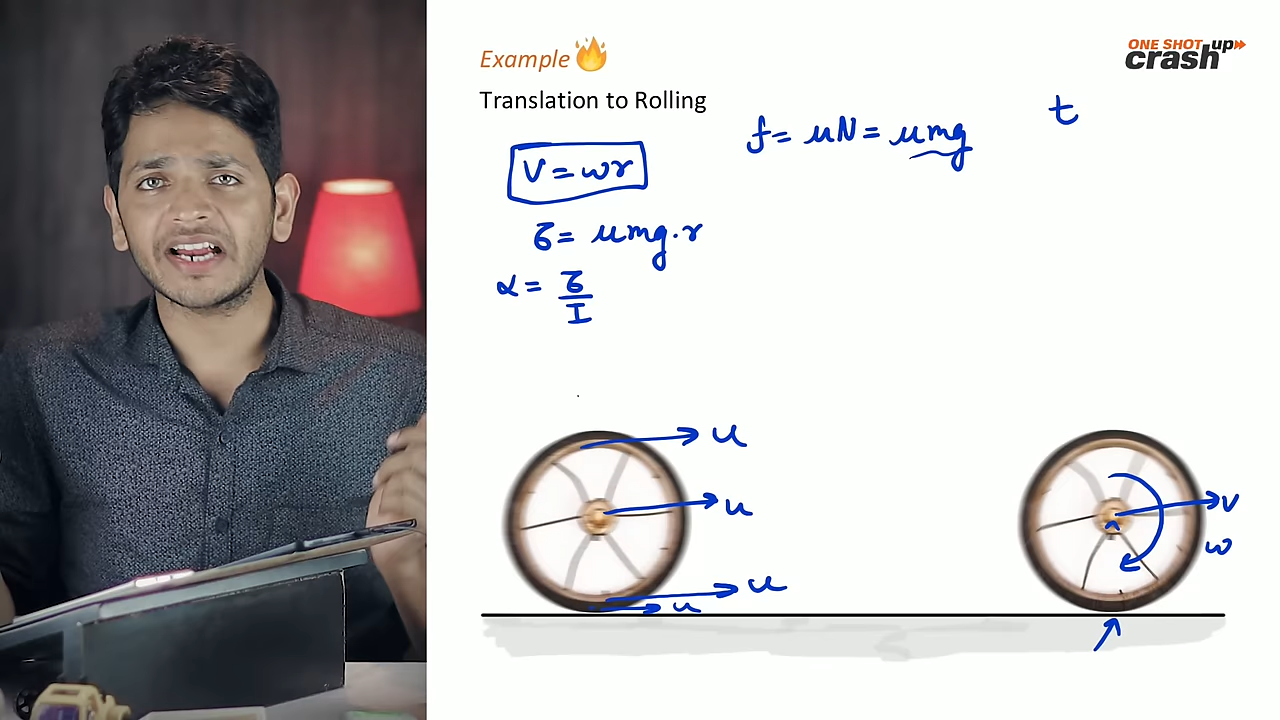 Example
ONE SHOT
crash up
Translation to Rolling
t
f = μN = μmg
V = ωr
τ = μmg·r
α = τ/I
u
u
u
u
v
ω